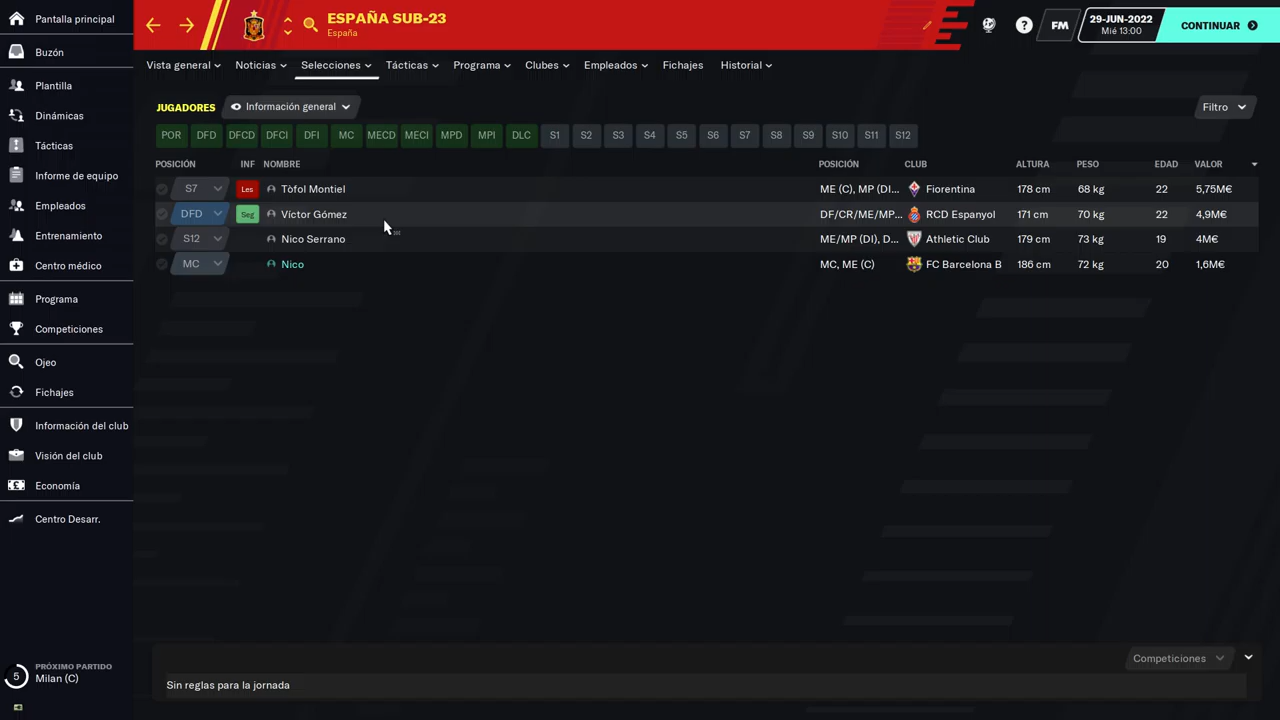 Pantalla principal
Buzón
Plantilla
Dinámicas
Tácticas
Informe de equipo
Empleados
Entrenamiento
Centro médico
Programa
Competiciones
Ojeo
Fichajes
Información del club
Visión del club
Economía
Centro Desarr.
5 PRÓXIMO PARTIDO
Milan (C)
ESPAÑA SUB-23
España
FM 29-JUN-2022 CONTINUAR
Mié 13:00
Vista general Noticias Selecciones Tácticas Programa Clubes Empleados Fichajes Historial
JUGADORES Información general Filtro
POR DFD DFCD DFCI DFI MC MECD MECI MPD MPI DLC S1 S2 S3 S4 S5 S6 S7 S8 S9 S10 S11 S12
POSICIÓN INF NOMBRE POSICIÓN CLUB ALTURA PESO EDAD VALOR
S7 Les Tòfol Montiel ME (C), MP (DI... Fiorentina 178 cm 68 kg 22 5,75M€
DFD Seg Víctor Gómez DF/CR/ME/MP... RCD Espanyol 171 cm 70 kg 22 4,9M€
S12 Nico Serrano ME/MP (DI), D... Athletic Club 179 cm 73 kg 19 4M€
MC Nico MC, ME (C) FC Barcelona B 186 cm 72 kg 20 1,6M€
Competiciones
Sin reglas para la jornada